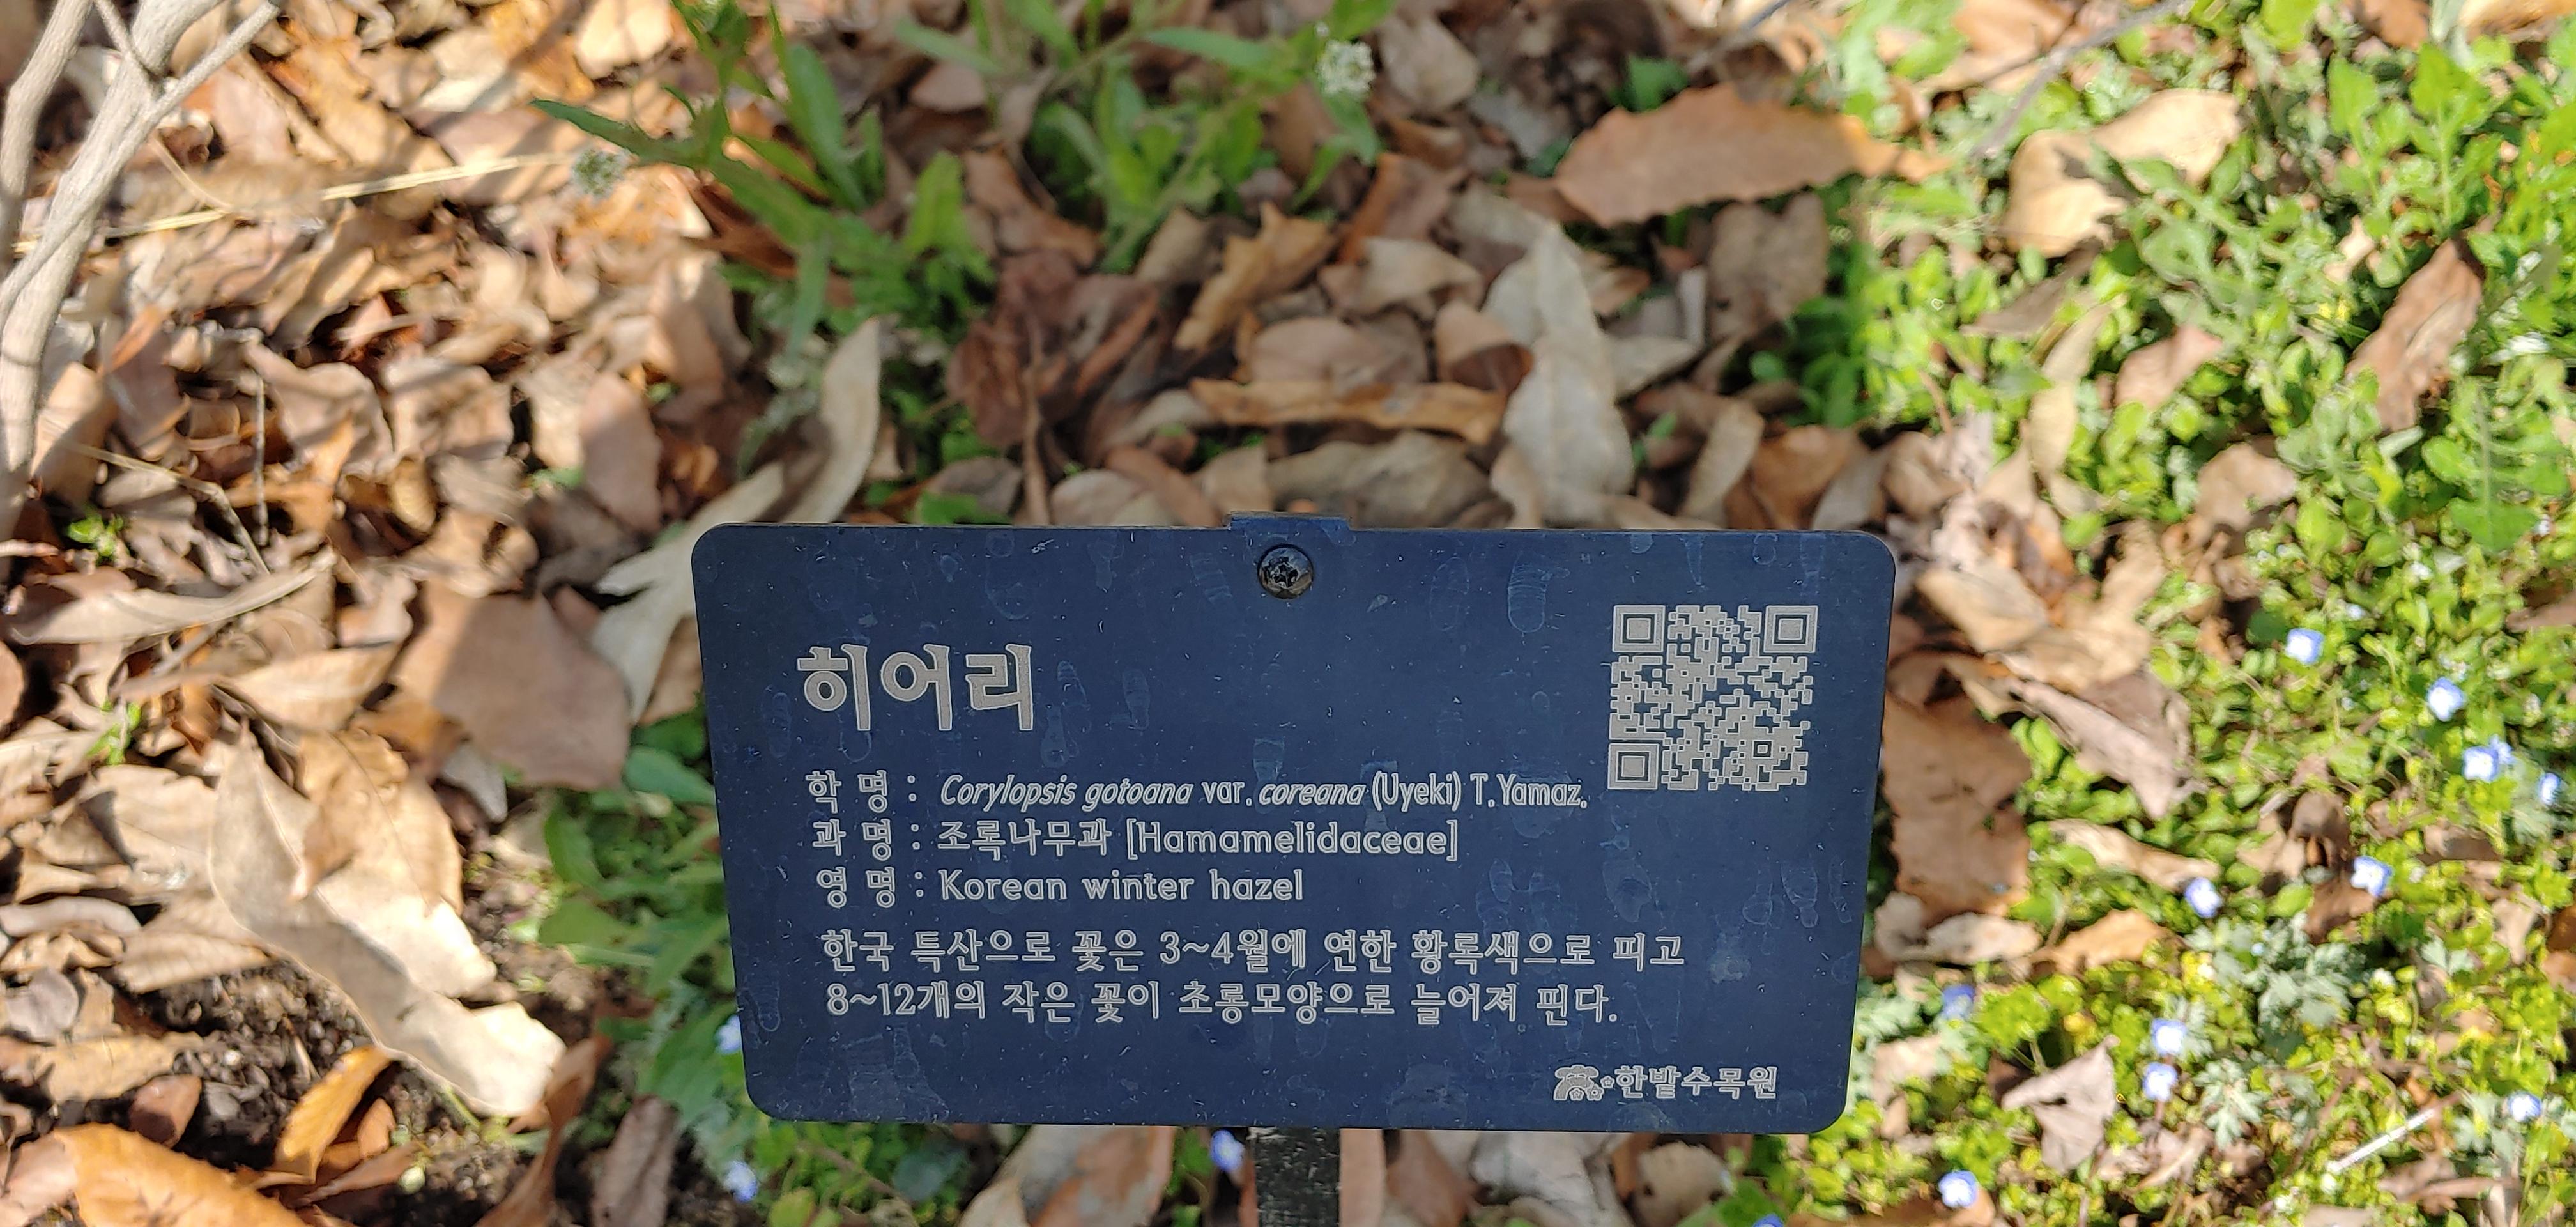 히어리
학 명 : Corylopsis gotoana var. coreana (Uyeki) T. Yamaz.
과 명 : 조록나무과 [Hamamelidaceae]
영 명 : Korean winter hazel
한국 특산으로 꽃은 3~4월에 연한 황록색으로 피고
8~12개의 작은 꽃이 초롱모양으로 늘어져 핀다.
한밭수목원